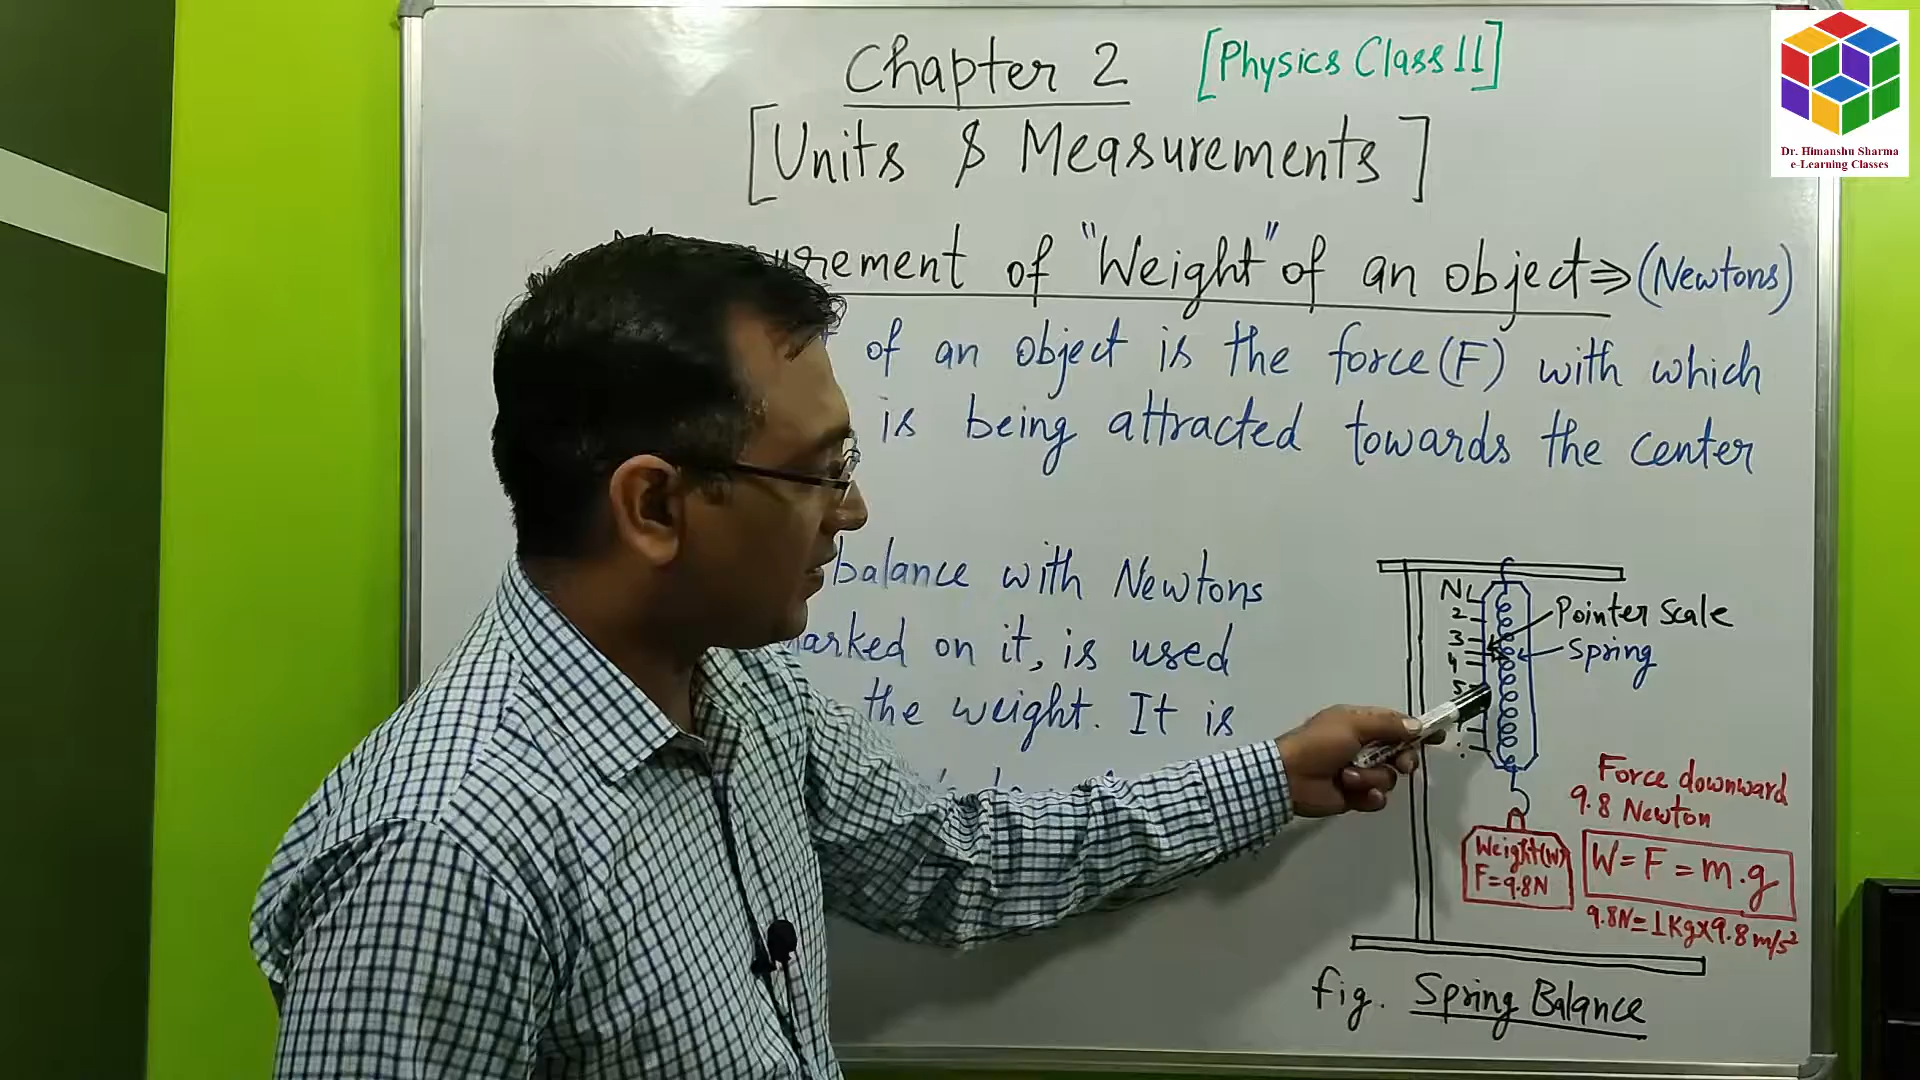 Chapter 2 [Physics Class 11]
Dr. Himanshu Sharma
e-Learning Classes
[Units & Measurements]
urement of "Weight" of an object ⇒ (Newtons)
of an object is the force (F) with which
is being attracted towards the center
balance with Newtons
marked on it, is used
the weight. It is
N
2
3
4
5
Pointer Scale
Spring
Force downward
9.8 Newton
Weight(W)
F=9.8N
W = F = m.g
9.8N = 1Kg×9.8 m/s²
fig. Spring Balance